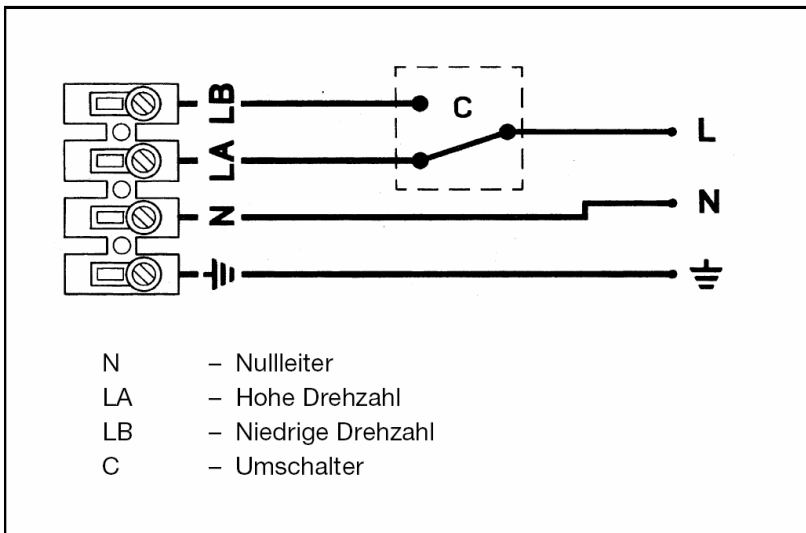 LB
C
L
LA
N
N
N – Nullleiter
LA – Hohe Drehzahl
LB – Niedrige Drehzahl
C – Umschalter